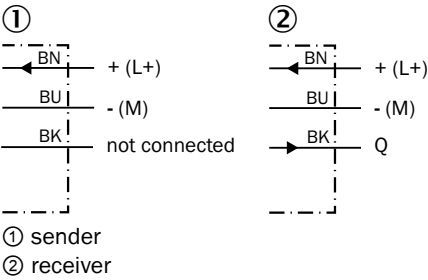 ① ②
BN + (L+) BN + (L+)
BU - (M) BU - (M)
BK not connected BK Q
① sender
② receiver